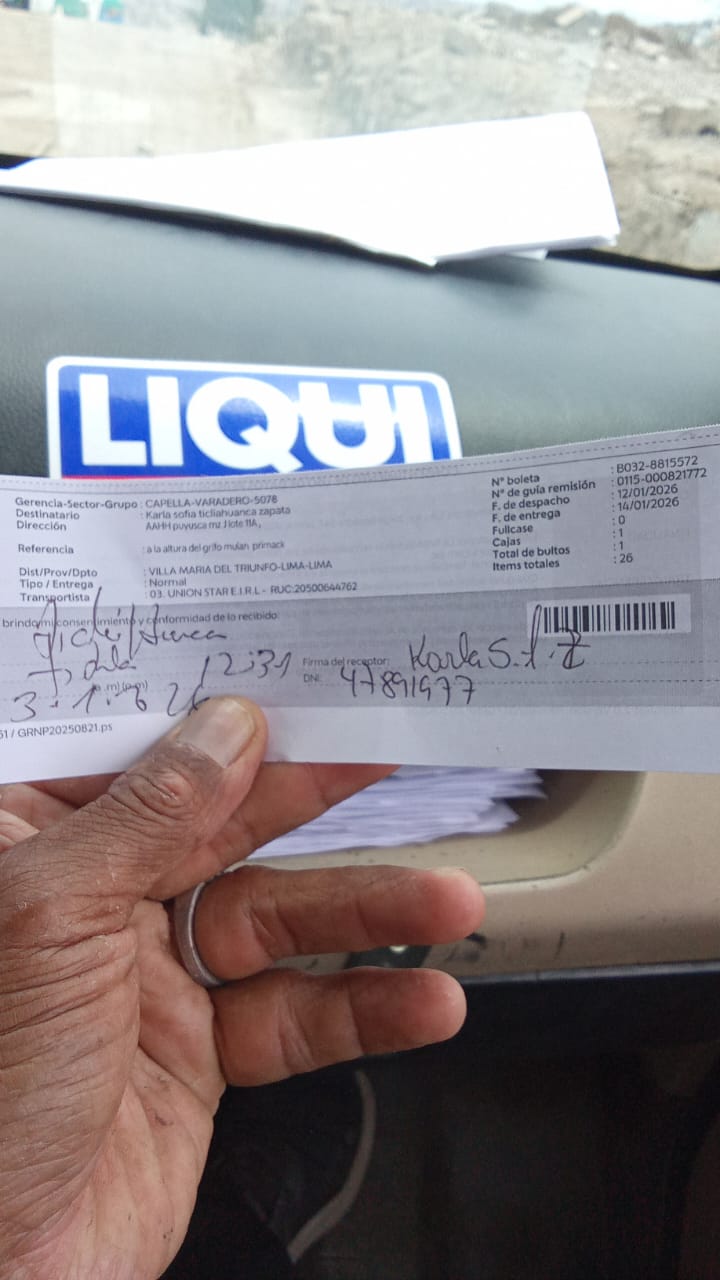 LIQUI
Gerencia-Sector-Grupo : CAPELLA-VARADERO-5078
Destinatario : Karla sofia ticliahuanca zapata
Dirección AAHH puyusca mz J lote 11A,
Referencia : a la altura del grifo mulan primack
Dist/Prov/Dpto : VILLA MARIA DEL TRIUNFO-LIMA-LIMA
Tipo / Entrega : Normal
Transportista : 03. UNION STAR E.I.R.L - RUC:20500644762
N° boleta : B032-8815572
N° de guía remisión : 0115-000821772
F. de despacho : 12/01/2026
F. de entrega : 14/01/2026
Fullcase : 0
Cajas : 1
Total de bultos : 1
Items totales : 26
brindo mi consentimiento y conformidad de lo recibido:
12:31
Firma del receptor: Karla S. t. Z
DNI: 47891977
51 / GRNP20250821.ps